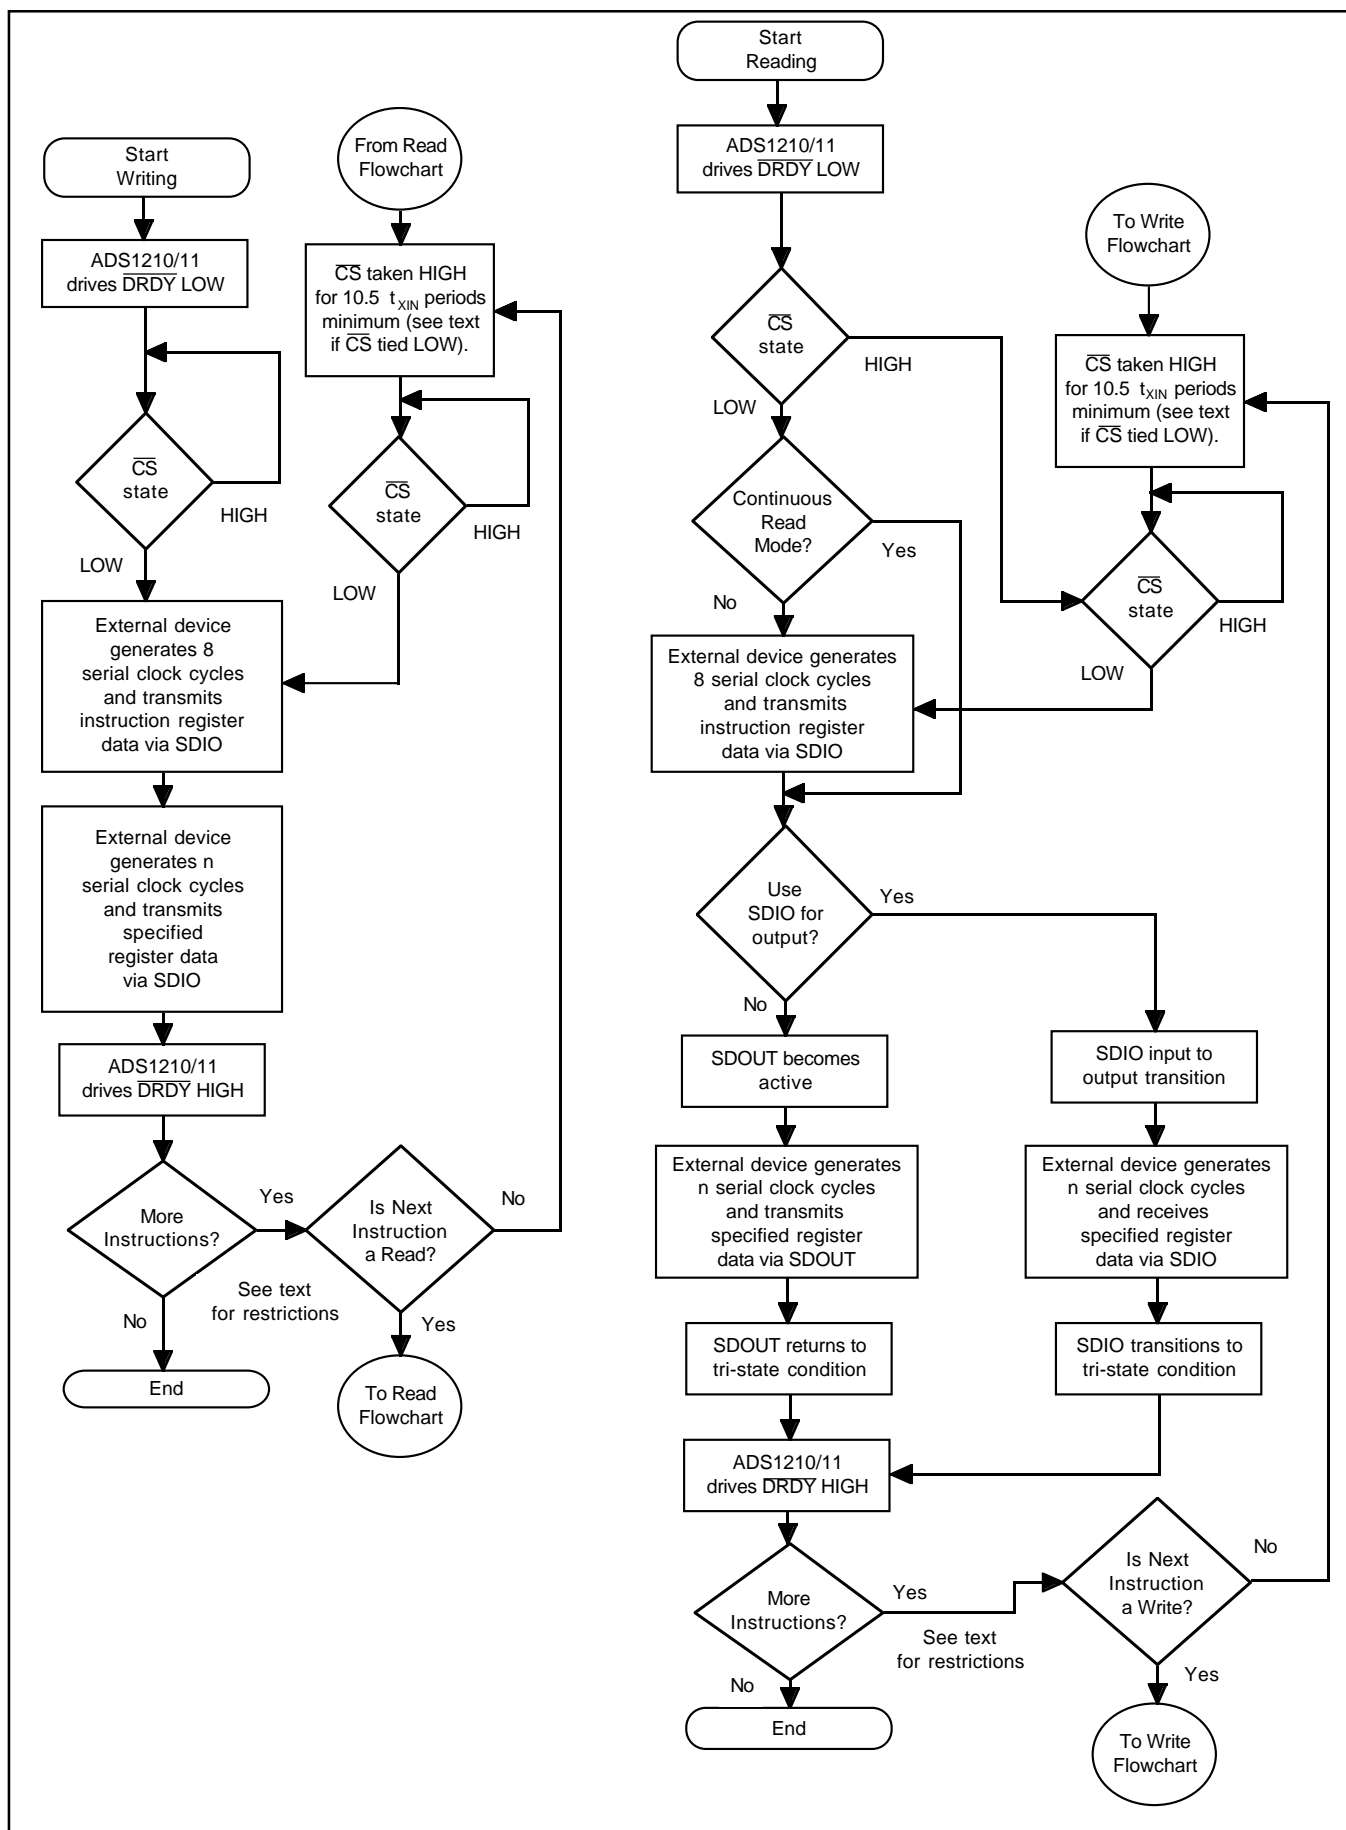 Start
Writing
ADS1210/11
drives DRDY LOW
CS
state
HIGH
LOW
External device
generates 8
serial clock cycles
and transmits
instruction register
data via SDIO
External device
generates n
serial clock cycles
and transmits
specified
register data
via SDIO
ADS1210/11
drives DRDY HIGH
More
Instructions?
Yes
See text
for restrictions
No
End
From Read
Flowchart
CS taken HIGH
for 10.5 tXIN periods
minimum (see text
if CS tied LOW).
CS
state
HIGH
LOW
Is Next
Instruction
a Read?
No
Yes
To Read
Flowchart
Start
Reading
ADS1210/11
drives DRDY LOW
CS
state
HIGH
LOW
Continuous
Read
Mode?
Yes
No
External device generates
8 serial clock cycles
and transmits
instruction register
data via SDIO
Use
SDIO for
output?
Yes
No
SDOUT becomes
active
External device generates
n serial clock cycles
and transmits
specified register
data via SDOUT
SDOUT returns to
tri-state condition
ADS1210/11
drives DRDY HIGH
More
Instructions?
Yes
See text
for restrictions
No
End
To Write
Flowchart
CS taken HIGH
for 10.5 tXIN periods
minimum (see text
if CS tied LOW).
CS
state
HIGH
LOW
SDIO input to
output transition
External device generates
n serial clock cycles
and receives
specified register
data via SDIO
SDIO transitions to
tri-state condition
Is Next
Instruction
a Write?
No
Yes
To Write
Flowchart